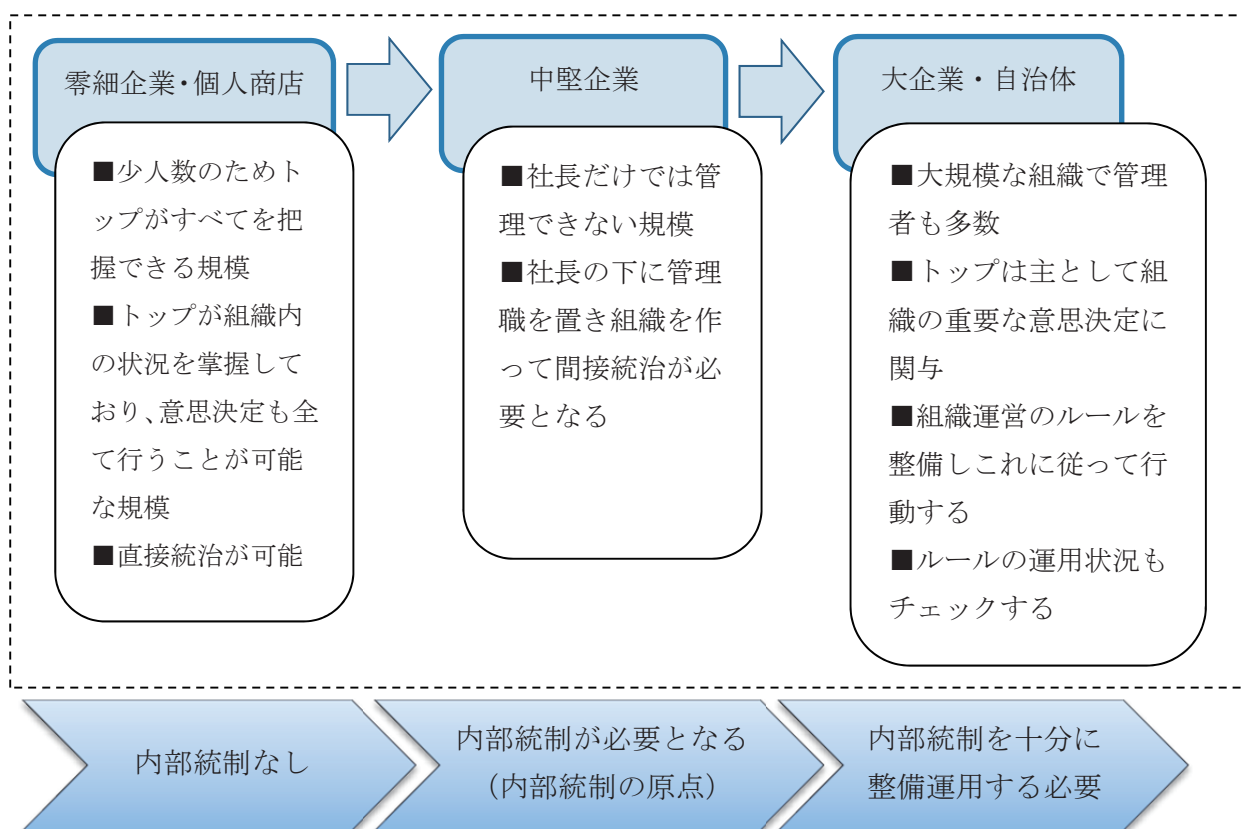 零細企業・個人商店
■少人数のためト
ップがすべてを把
握できる規模
■トップが組織内
の状況を掌握して
おり、意思決定も全
て行うことが可能
な規模
■直接統治が可能
中堅企業
■社長だけでは管
理できない規模
■社長の下に管理
職を置き組織を作
って間接統治が必
要となる
大企業・自治体
■大規模な組織で管理
者も多数
■トップは主として組
織の重要な意思決定に
関与
■組織運営のルールを
整備しこれに従って行
動する
■ルールの運用状況も
チェックする
内部統制なし
内部統制が必要となる
（内部統制の原点）
内部統制を十分に
整備運用する必要